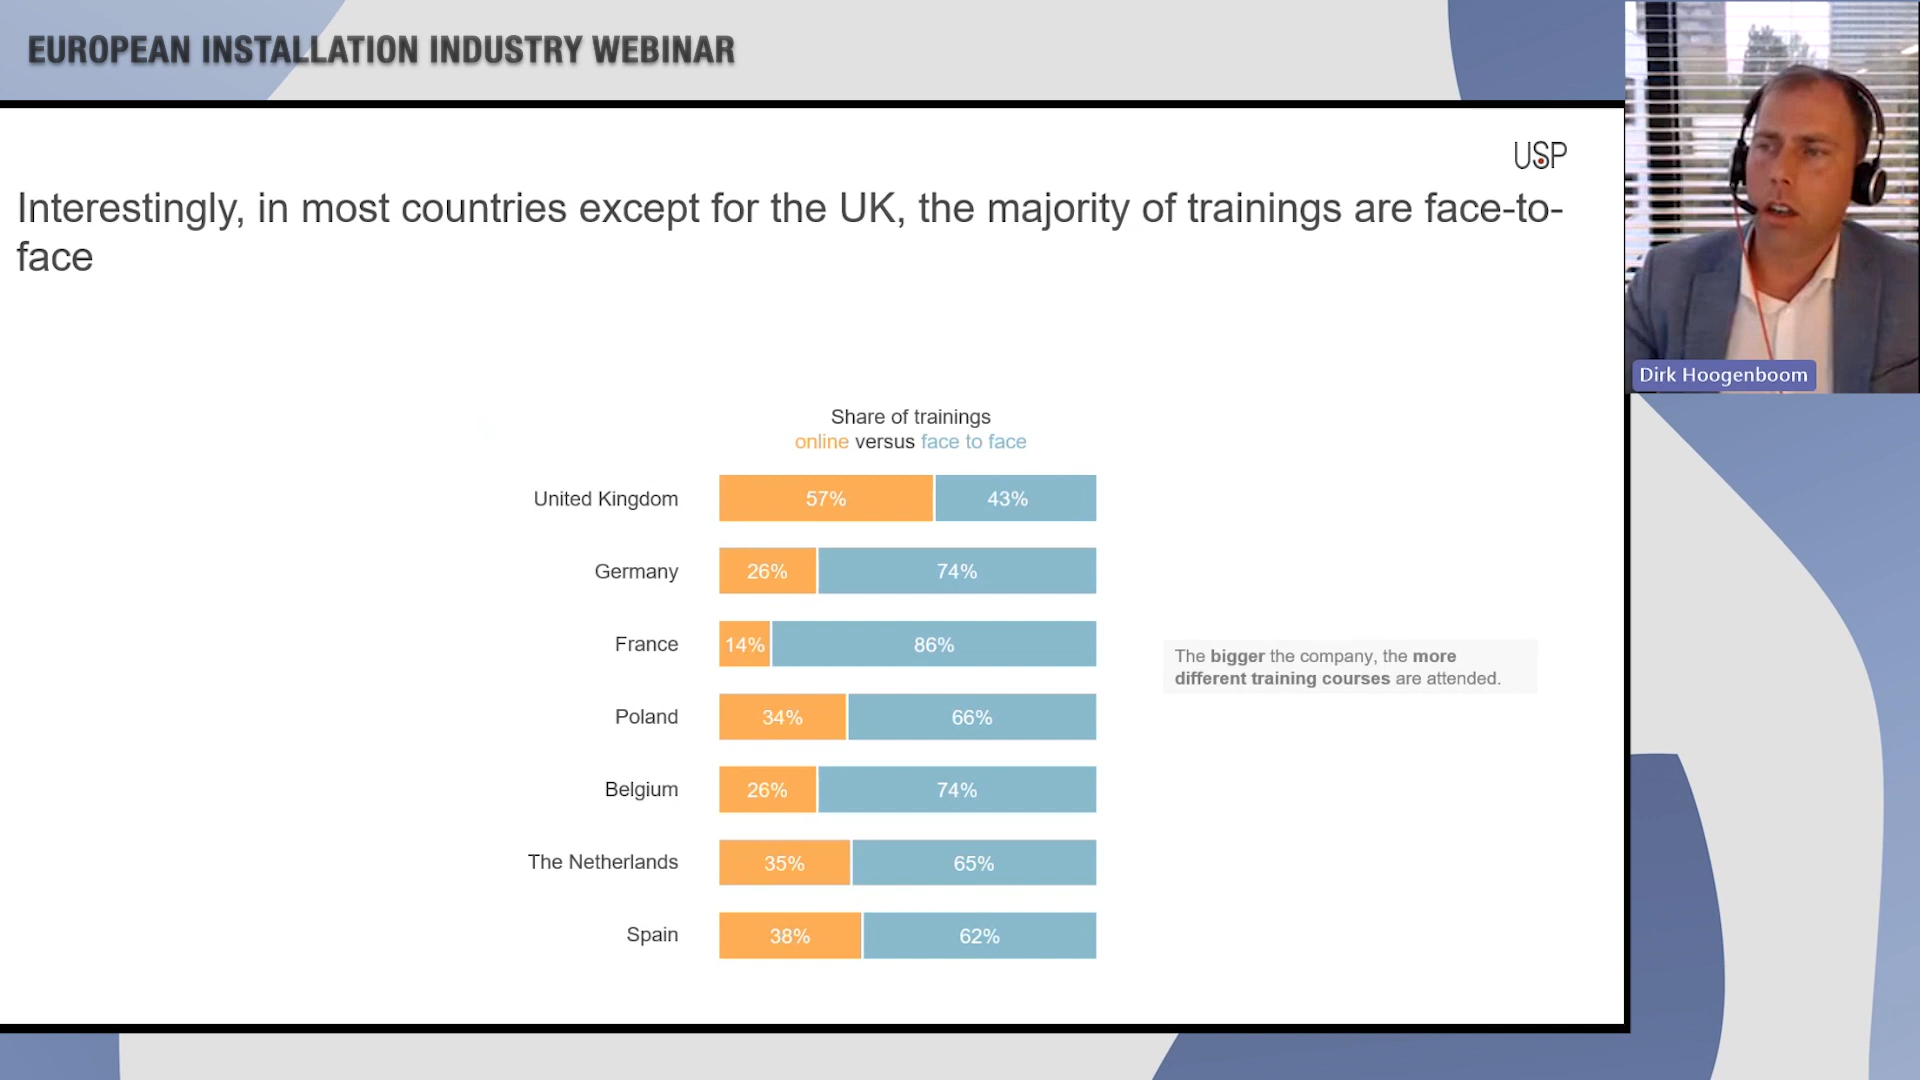 EUROPEAN INSTALLATION INDUSTRY WEBINAR
USP
Interestingly, in most countries except for the UK, the majority of trainings are face-to-
face
Dirk Hoogenboom
Share of trainings
online versus face to face
United Kingdom 57% 43%
Germany 26% 74%
France 14% 86%
The bigger the company, the more
different training courses are attended.
Poland 34% 66%
Belgium 26% 74%
The Netherlands 35% 65%
Spain 38% 62%